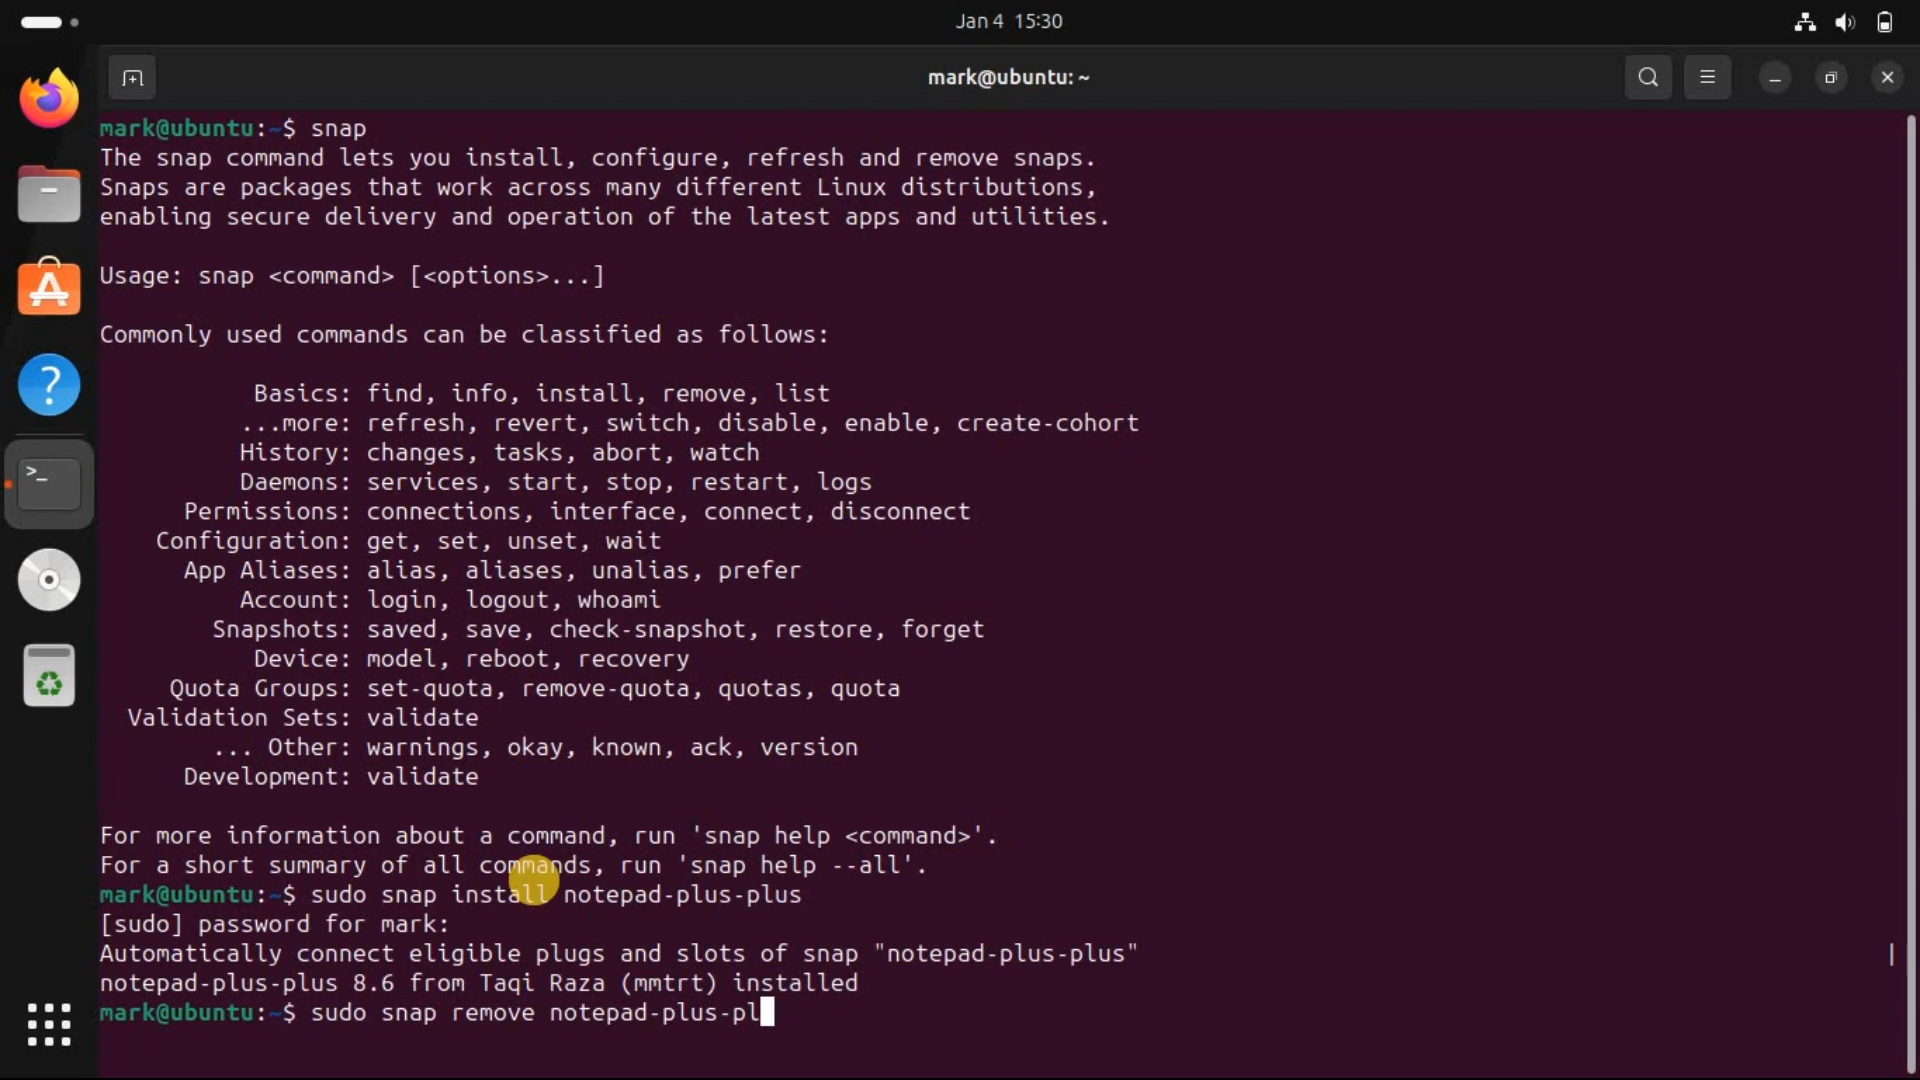 Jan 4 15:30
mark@ubuntu: ~
mark@ubuntu:~$ snap
The snap command lets you install, configure, refresh and remove snaps.
Snaps are packages that work across many different Linux distributions,
enabling secure delivery and operation of the latest apps and utilities.
Usage: snap <command> [<options>...]
Commonly used commands can be classified as follows:
Basics: find, info, install, remove, list
...more: refresh, revert, switch, disable, enable, create-cohort
History: changes, tasks, abort, watch
Daemons: services, start, stop, restart, logs
Permissions: connections, interface, connect, disconnect
Configuration: get, set, unset, wait
App Aliases: alias, aliases, unalias, prefer
Account: login, logout, whoami
Snapshots: saved, save, check-snapshot, restore, forget
Device: model, reboot, recovery
Quota Groups: set-quota, remove-quota, quotas, quota
Validation Sets: validate
... Other: warnings, okay, known, ack, version
Development: validate
For more information about a command, run 'snap help <command>'.
For a short summary of all commands, run 'snap help --all'.
mark@ubuntu:~$ sudo snap install notepad-plus-plus
[sudo] password for mark:
Automatically connect eligible plugs and slots of snap "notepad-plus-plus" |
notepad-plus-plus 8.6 from Taqi Raza (mmtrt) installed
mark@ubuntu:~$ sudo snap remove notepad-plus-pl